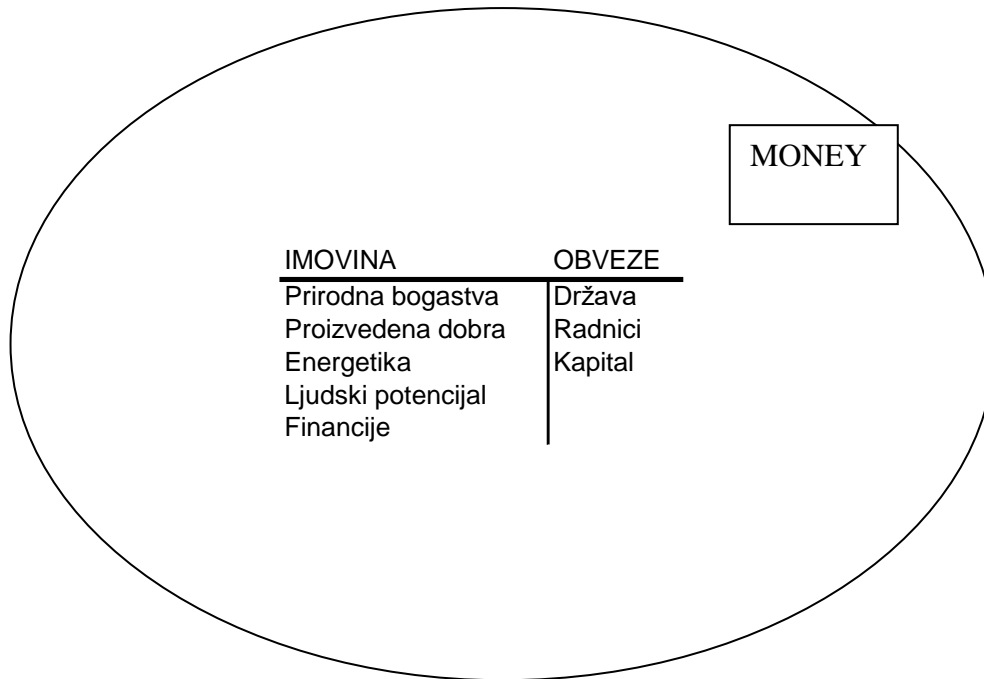 MONEY
IMOVINA OBVEZE
Prirodna bogastva Država
Proizvedena dobra Radnici
Energetika Kapital
Ljudski potencijal
Financije